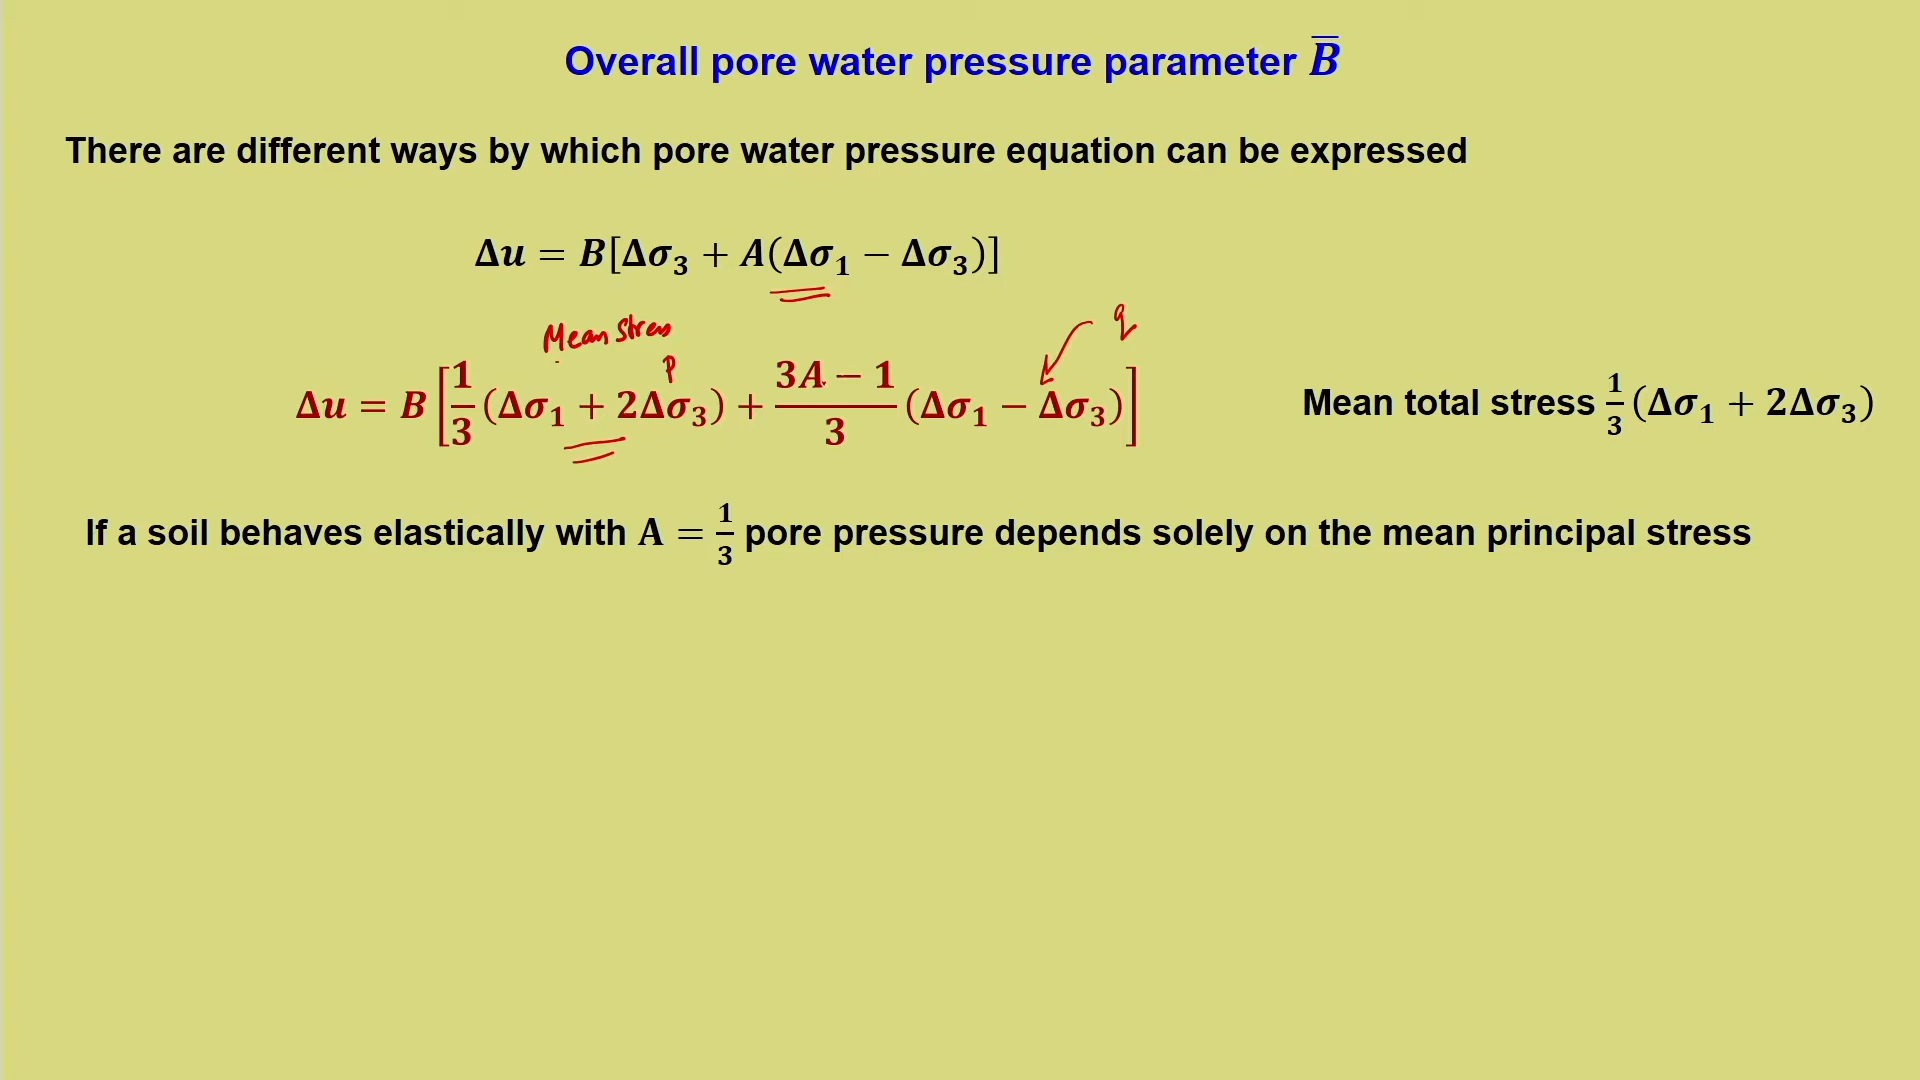 Overall pore water pressure parameter B̅
There are different ways by which pore water pressure equation can be expressed
Δu = B[Δσ₃ + A(Δσ₁ − Δσ₃)]
Mean Stress
p
q
Δu = B[1/3 (Δσ₁ + 2Δσ₃) + (3A − 1)/3 (Δσ₁ − Δσ₃)]
Mean total stress 1/3 (Δσ₁ + 2Δσ₃)
If a soil behaves elastically with A = 1/3 pore pressure depends solely on the mean principal stress